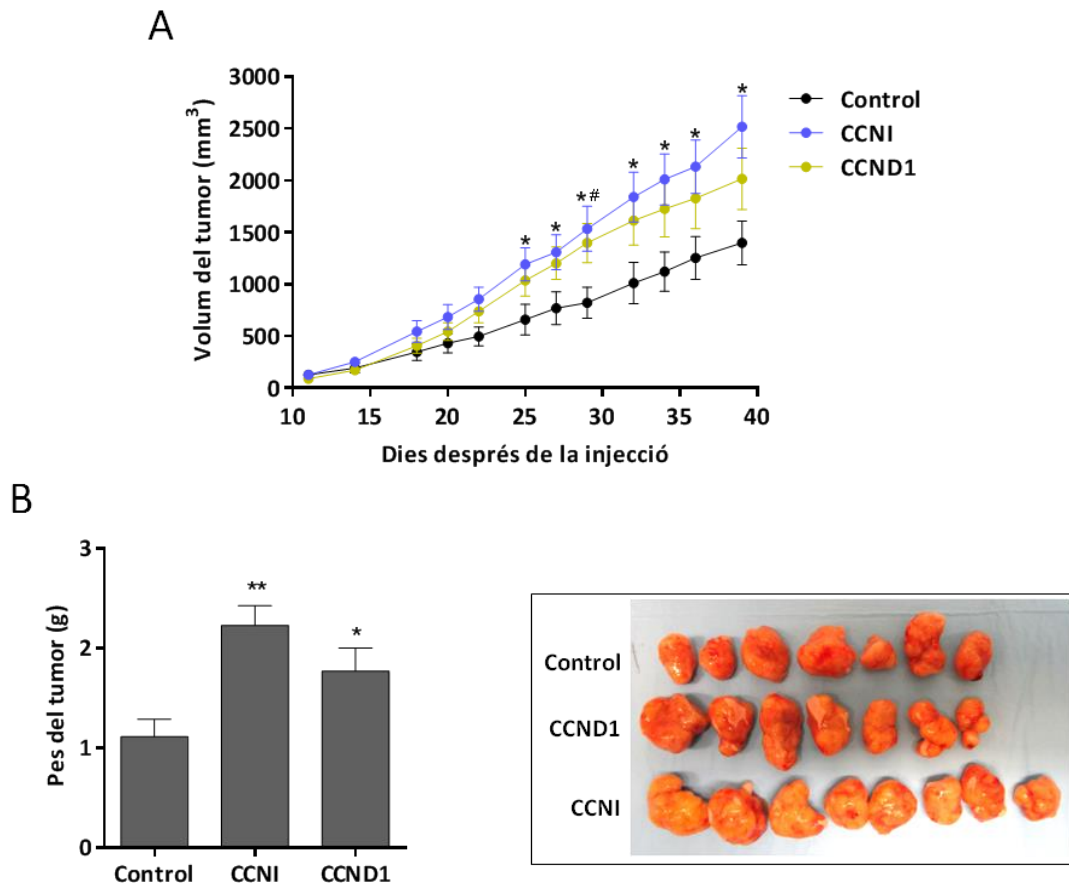 A
Volum del tumor (mm³)
3000
2500
2000
1500
1000
500
0
10 15 20 25 30 35 40
Dies després de la injecció
* * *# * * * *
Control
CCNI
CCND1
B
Pes del tumor (g)
3
2
1
0
** *
Control CCNI CCND1
Control
CCND1
CCNI